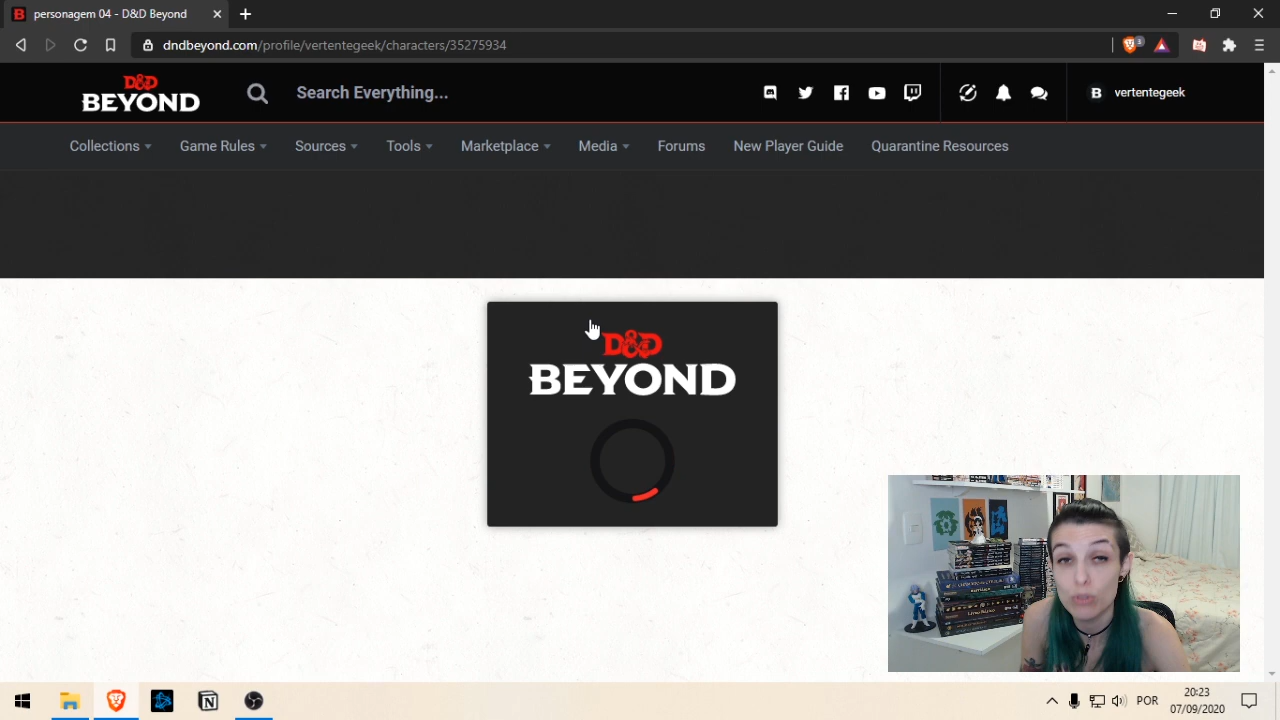 personagem 04 - D&D Beyond
dndbeyond.com/profile/vertentegeek/characters/35275934
3
D&D
BEYOND
Search Everything...
B vertentegeek
Collections
Game Rules
Sources
Tools
Marketplace
Media
Forums
New Player Guide
Quarantine Resources
D&D
BEYOND
POR
20:23
07/09/2020